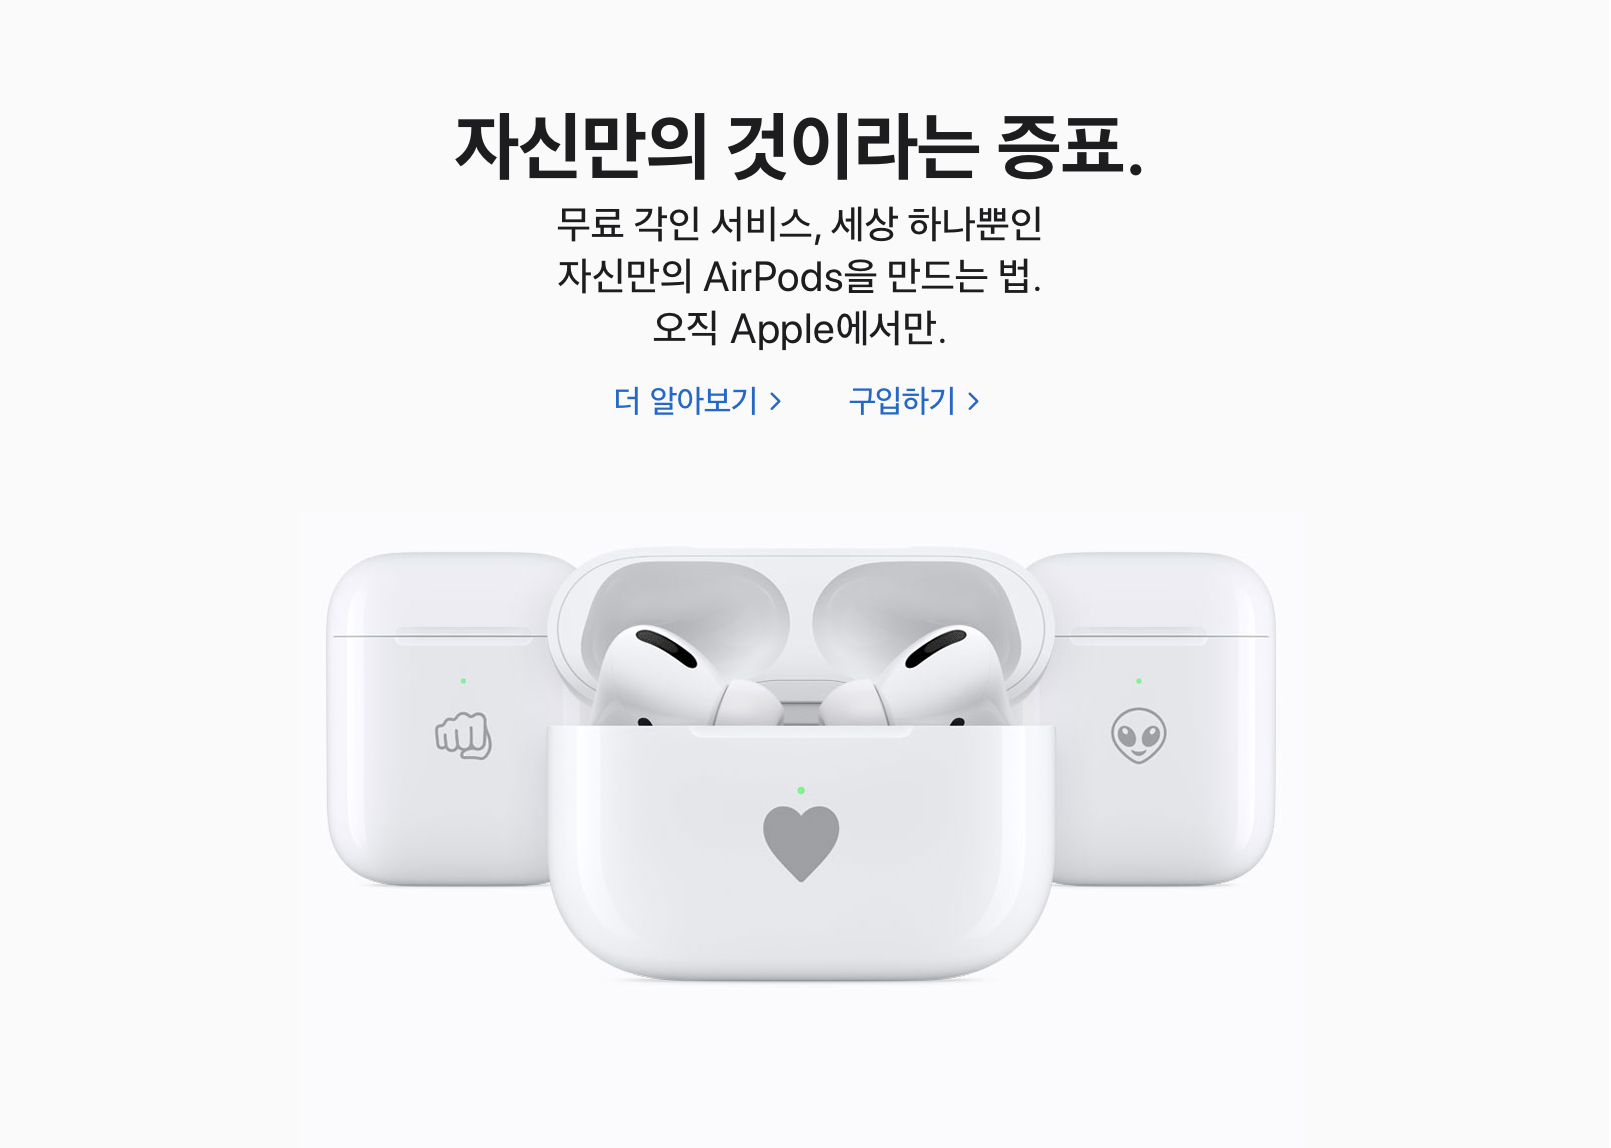 자신만의 것이라는 증표.
무료 각인 서비스, 세상 하나뿐인
자신만의 AirPods을 만드는 법.
오직 Apple에서만.
더 알아보기 >
구입하기 >